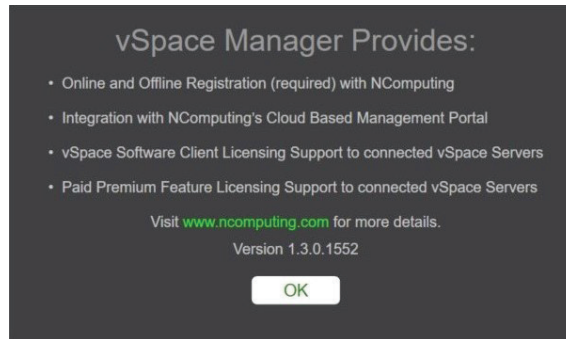 vSpace Manager Provides:
• Online and Offline Registration (required) with NComputing
• Integration with NComputing's Cloud Based Management Portal
• vSpace Software Client Licensing Support to connected vSpace Servers
• Paid Premium Feature Licensing Support to connected vSpace Servers
Visit www.ncomputing.com for more details.
Version 1.3.0.1552
OK